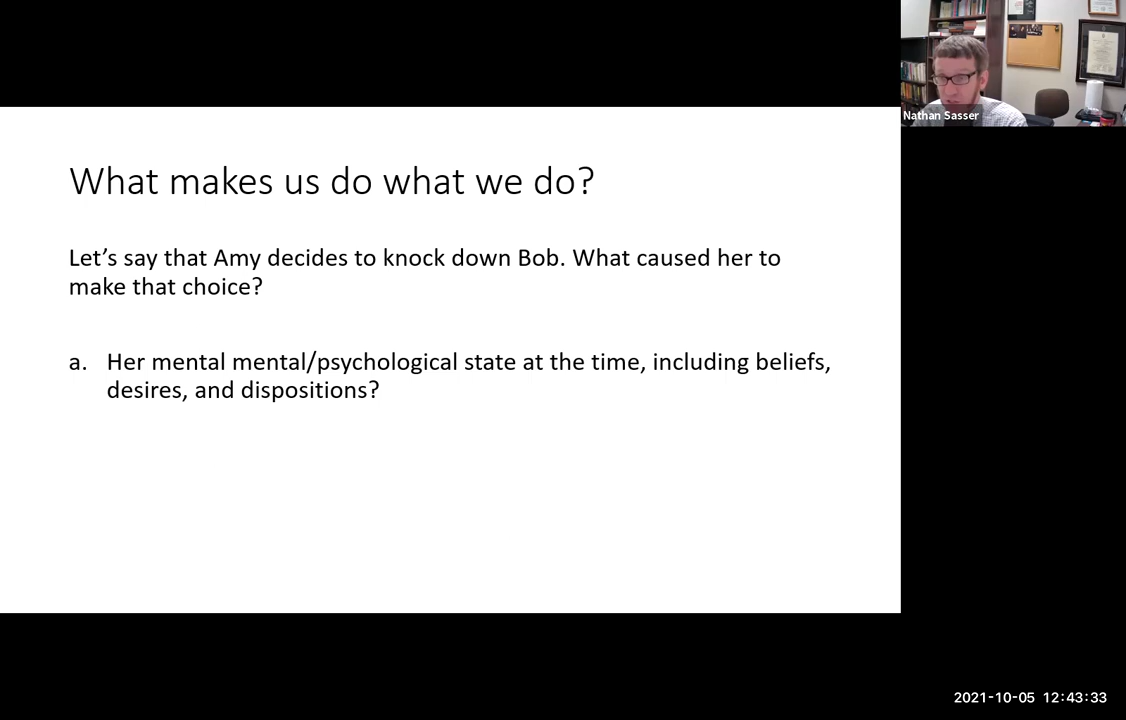 What makes us do what we do?
Let’s say that Amy decides to knock down Bob. What caused her to
make that choice?
a. Her mental mental/psychological state at the time, including beliefs,
desires, and dispositions?
Nathan Sasser
2021-10-05 12:43:33